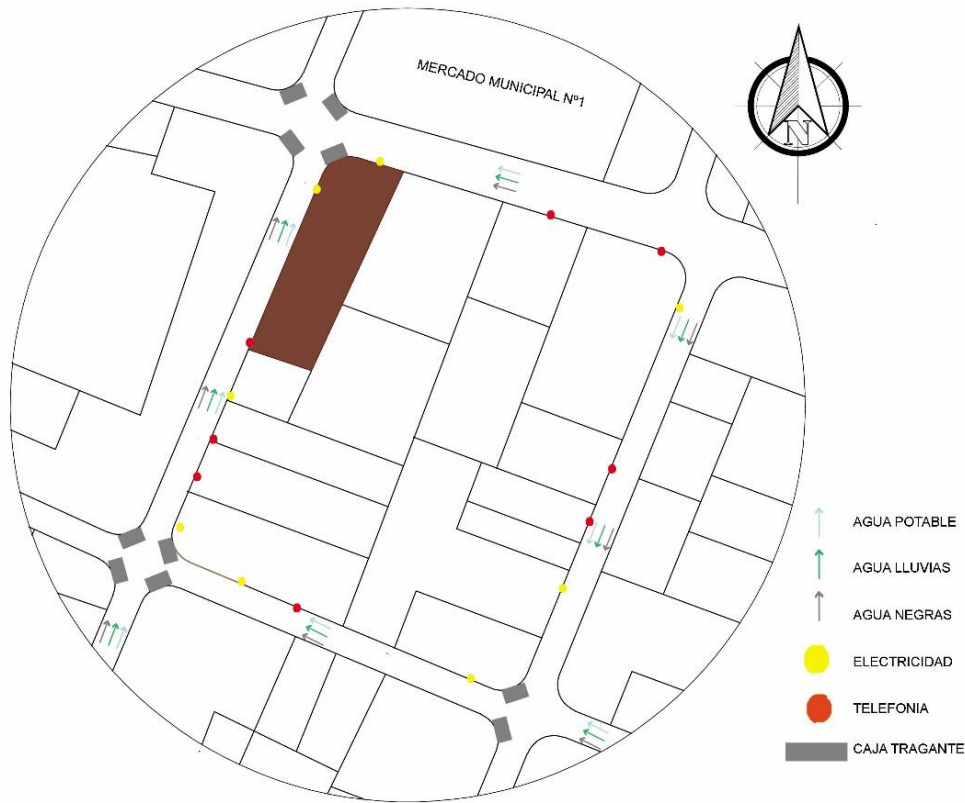 MERCADO MUNICIPAL Nº1
N
AGUA POTABLE
AGUA LLUVIAS
AGUA NEGRAS
ELECTRICIDAD
TELEFONIA
CAJA TRAGANTE